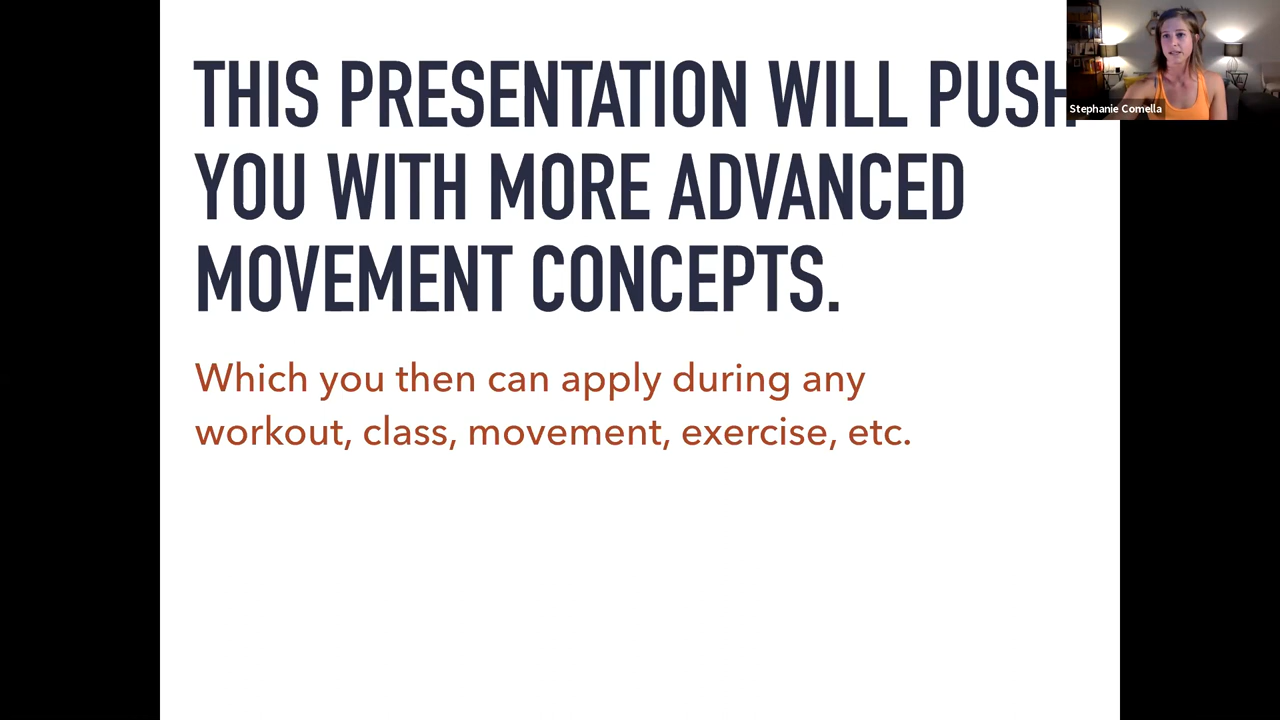 THIS PRESENTATION WILL PUSH
YOU WITH MORE ADVANCED
MOVEMENT CONCEPTS.
Which you then can apply during any
workout, class, movement, exercise, etc.
Stephanie Comella